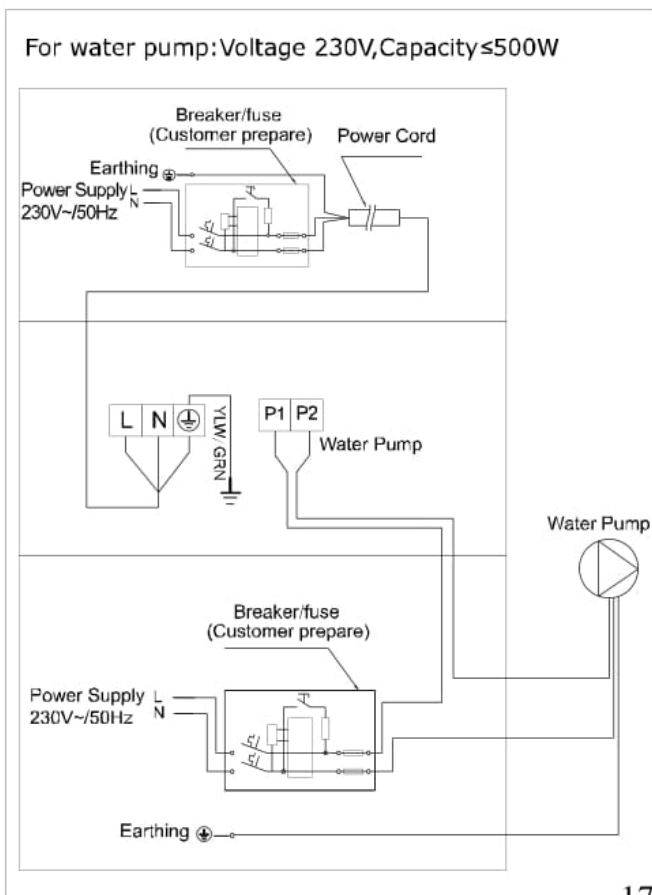 For water pump:Voltage 230V,Capacity≤500W
Breaker/fuse
(Customer prepare)
Power Cord
Earthing
Power Supply L
230V~/50Hz N
L N
YLW/GRN
P1 P2
Water Pump
Water Pump
Breaker/fuse
(Customer prepare)
Power Supply L
230V~/50Hz N
Earthing
17